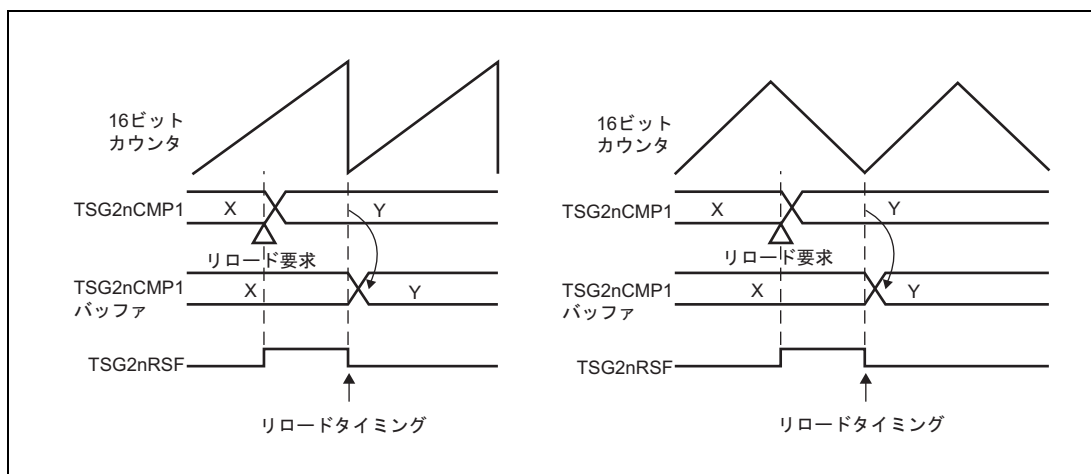 16ビット
カウンタ
TSG2nCMP1
X
Y
リロード要求
TSG2nCMP1
バッファ
X
Y
TSG2nRSF
リロードタイミング
16ビット
カウンタ
TSG2nCMP1
X
Y
リロード要求
TSG2nCMP1
バッファ
X
Y
TSG2nRSF
リロードタイミング